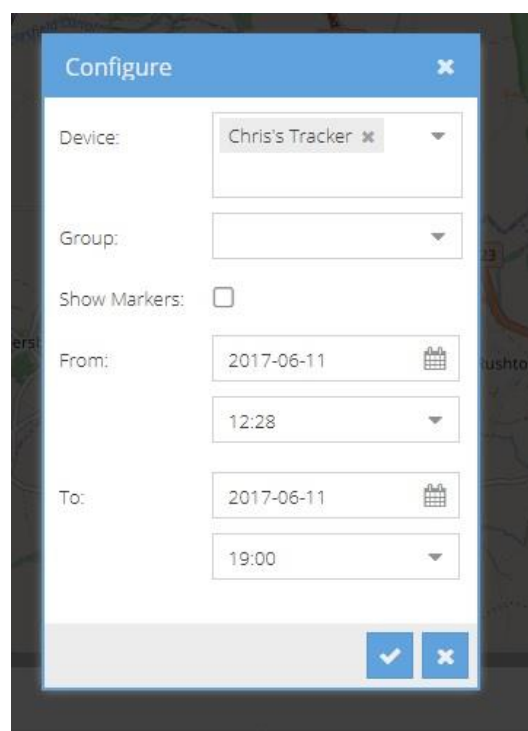 Configure
Device:
Chris's Tracker
Group:
Show Markers:
From:
2017-06-11
12:28
To:
2017-06-11
19:00
23